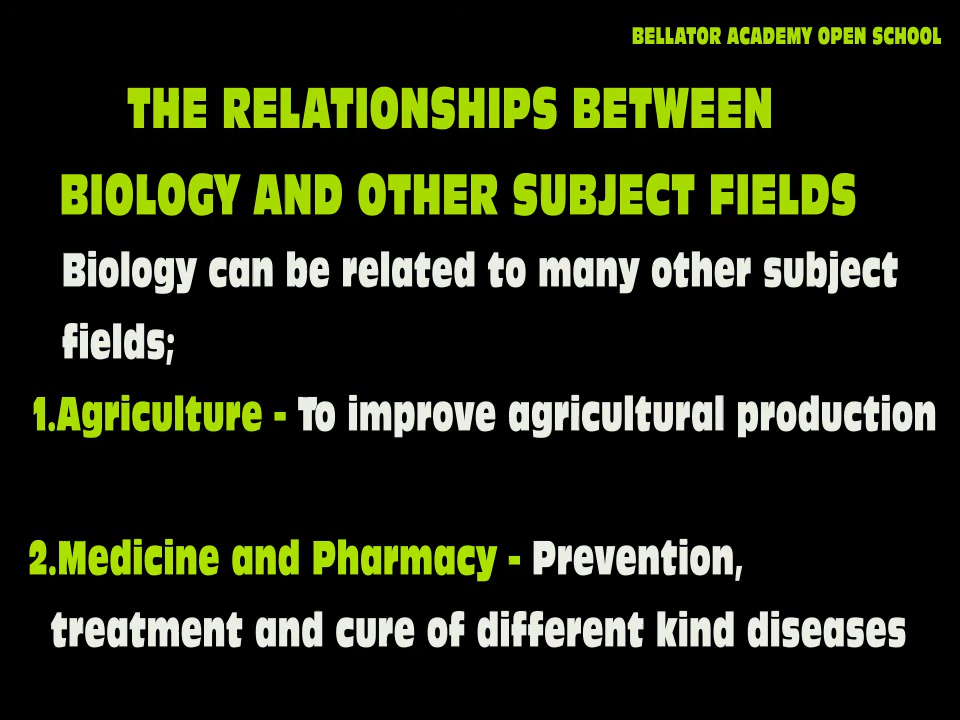 BELLATOR ACADEMY OPEN SCHOOL
THE RELATIONSHIPS BETWEEN
BIOLOGY AND OTHER SUBJECT FIELDS
Biology can be related to many other subject
fields;
1.Agriculture - To improve agricultural production
2.Medicine and Pharmacy - Prevention,
treatment and cure of different kind diseases